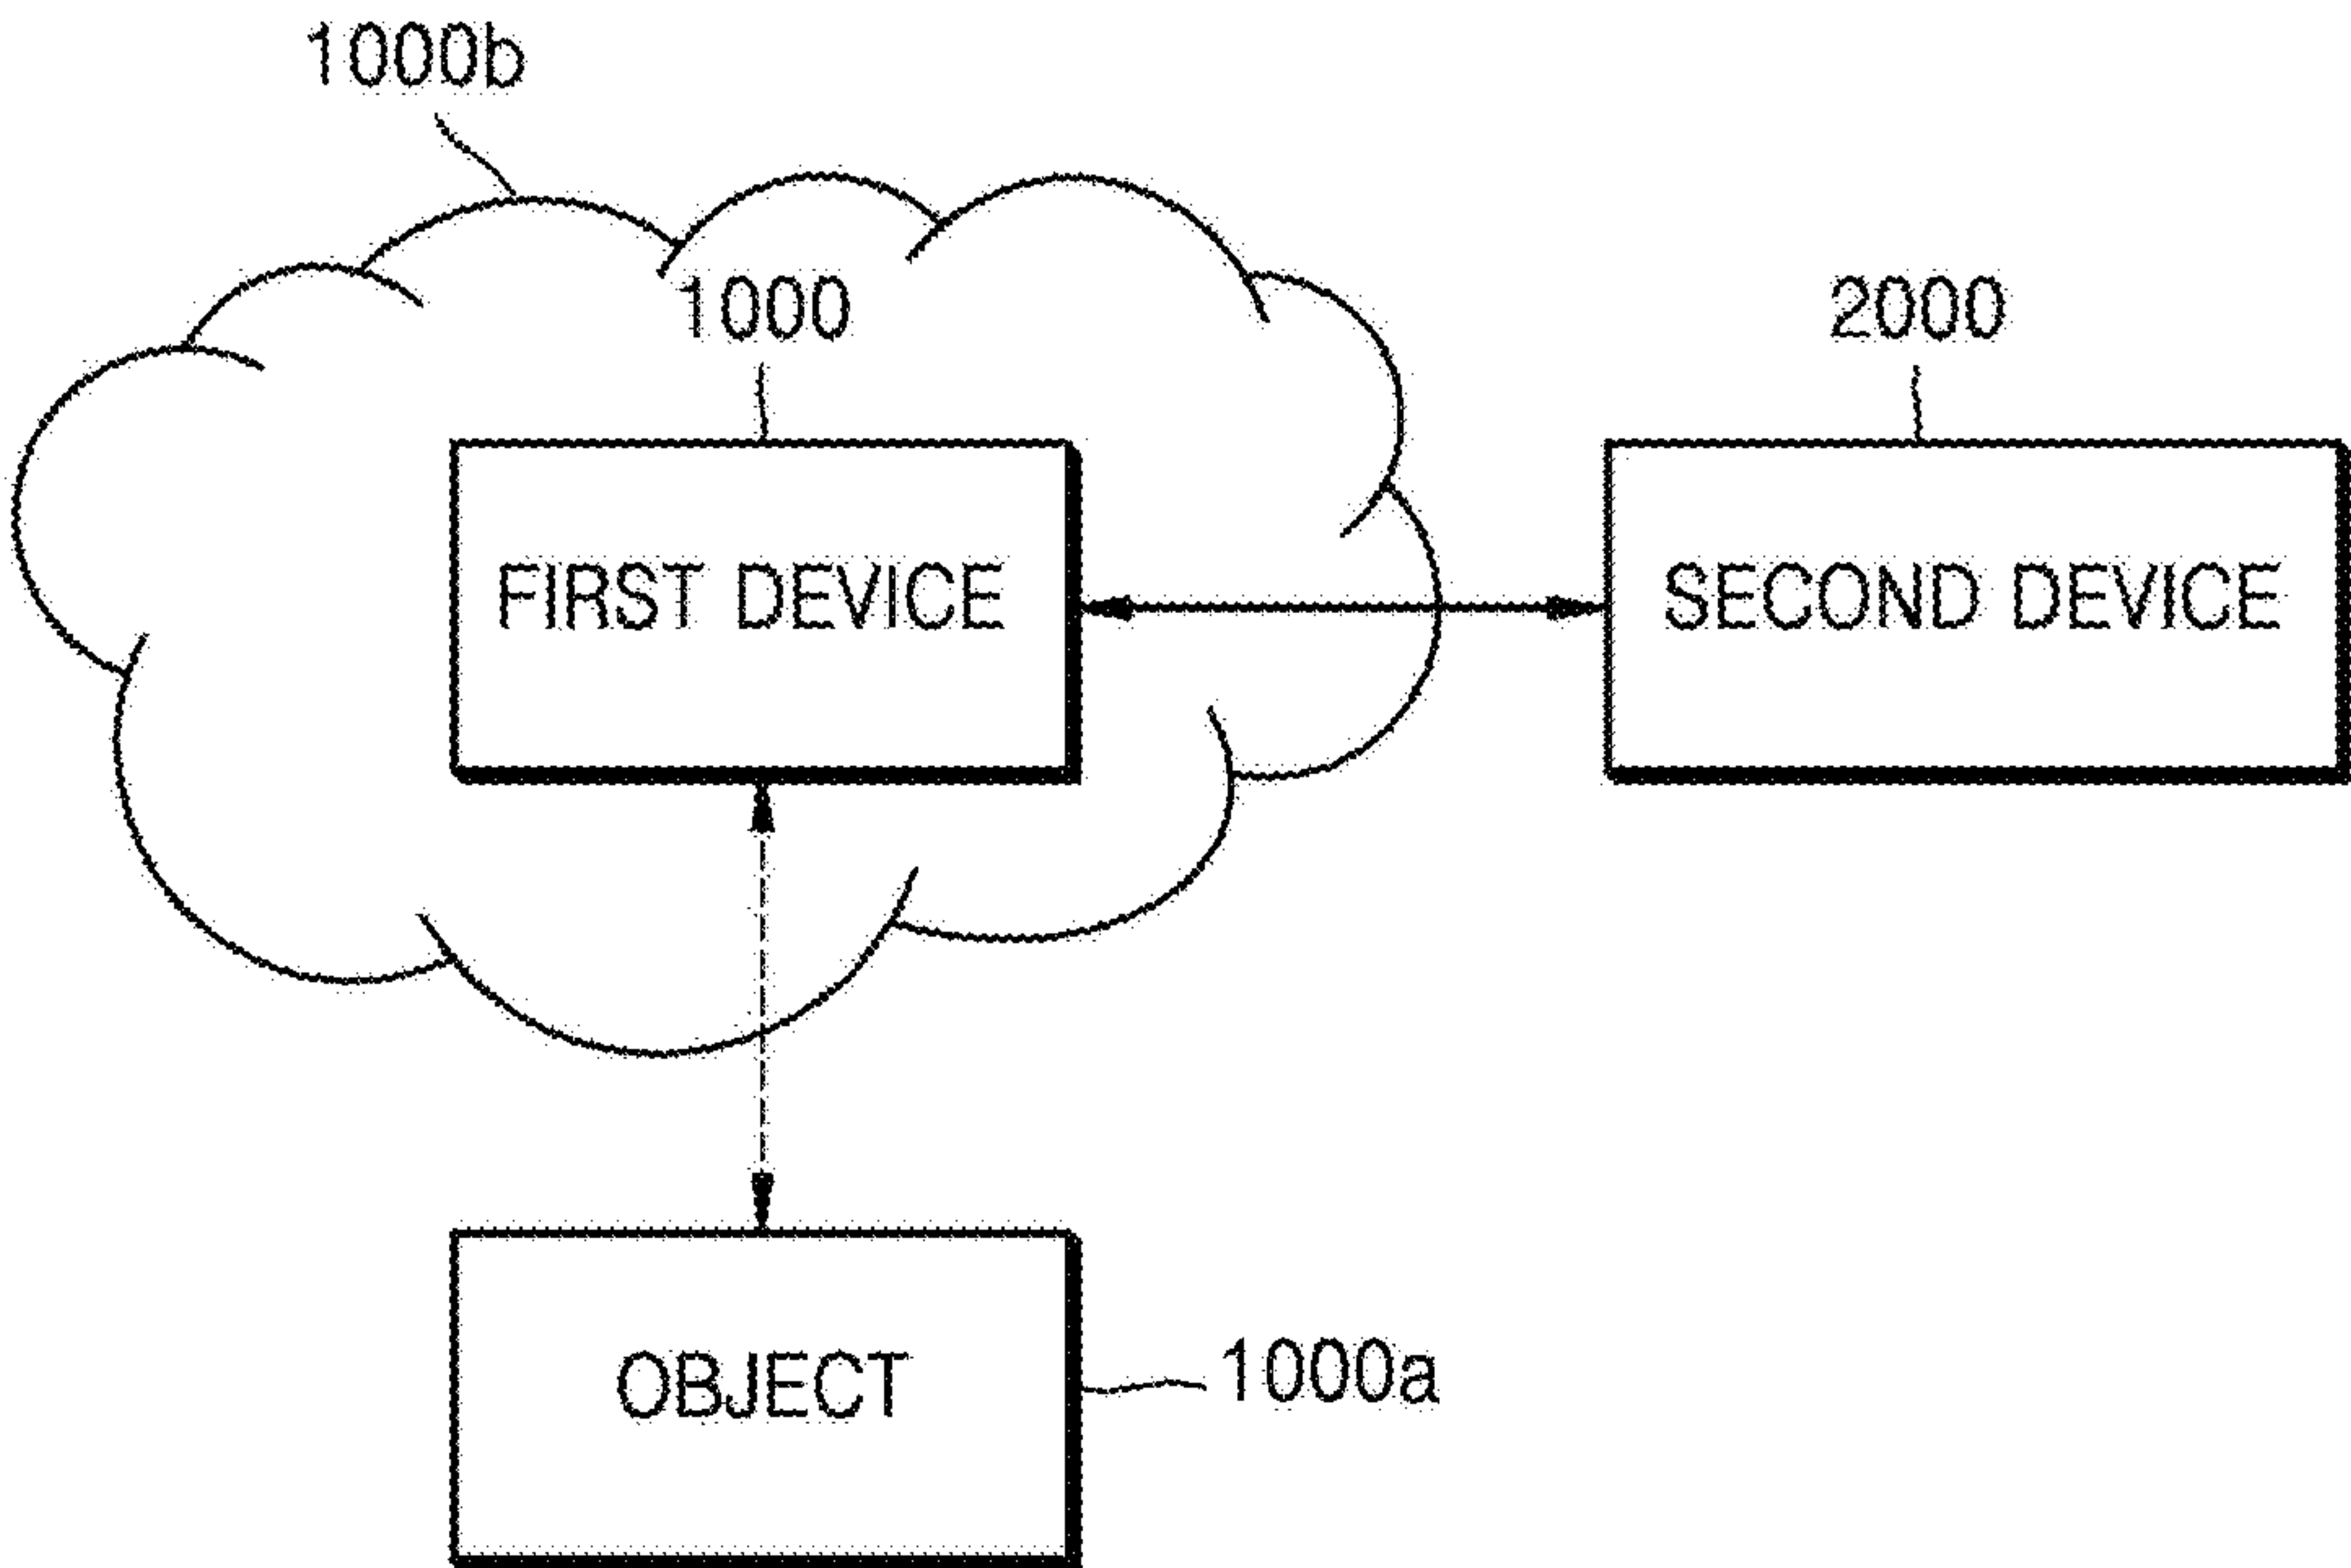 1000b
1000
2000
FIRST DEVICE
SECOND DEVICE
OBJECT
1000a